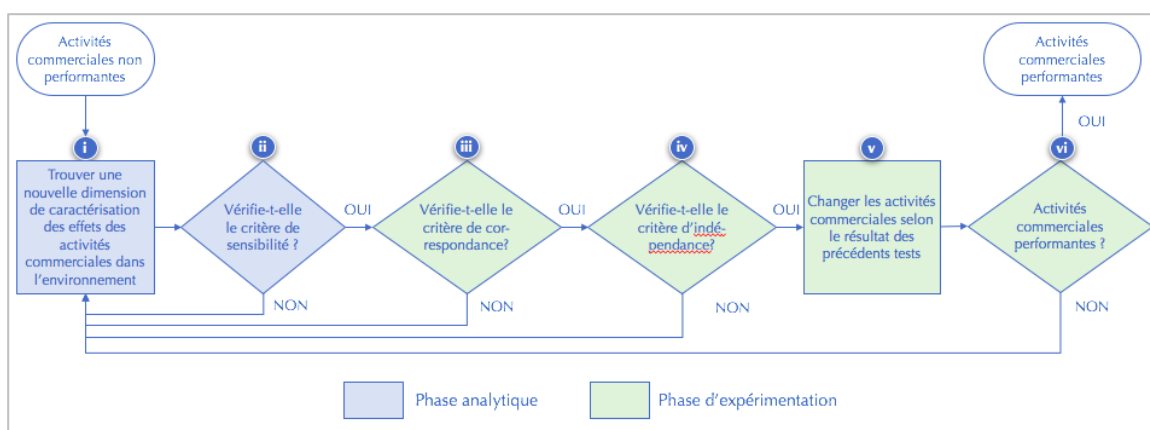 Activités
commerciales non
performantes
Activités
commerciales
performantes
OUI
i
ii
iii
iv
v
vi
Trouver une
nouvelle dimension
de caractérisation
des effets des
activités
commerciales dans
l'environnement
Vérifie-t-elle
le critère de
sensibilité ?
OUI
Vérifie-t-elle le
critère de cor-
respondance?
OUI
Vérifie-t-elle le
critère d'indé-
pendance?
OUI
Changer les activités
commerciales selon
le résultat des
précédents tests
Activités
commerciales
performantes ?
NON
NON
NON
NON
Phase analytique
Phase d'expérimentation